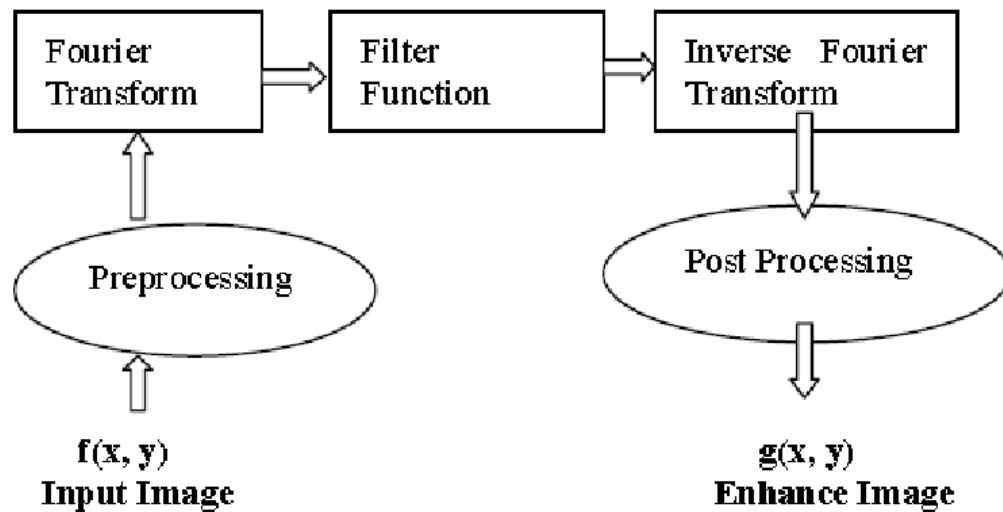 Fourier
Transform
Filter
Function
Inverse Fourier
Transform
Preprocessing
Post Processing
f(x, y)
Input Image
g(x, y)
Enhance Image